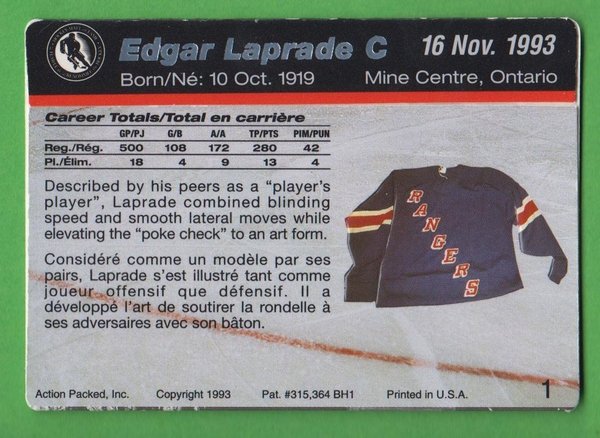 Edgar Laprade C
16 Nov. 1993
Born/Né: 10 Oct. 1919
Mine Centre, Ontario
Career Totals/Total en carrière
GP/PJ G/B A/A TP/PTS PIM/PUN
Reg./Rég. 500 108 172 280 42
Pl./Élim. 18 4 9 13 4
Described by his peers as a “player’s
player”, Laprade combined blinding
speed and smooth lateral moves while
elevating the “poke check” to an art form.
Considéré comme un modèle par ses
pairs, Laprade s’est illustré tant comme
joueur offensif que défensif. Il a
développé l’art de soutirer la rondelle à
ses adversaires avec son bâton.
RANGERS
Action Packed, Inc. Copyright 1993 Pat. #315,364 BH1 Printed in U.S.A. 1